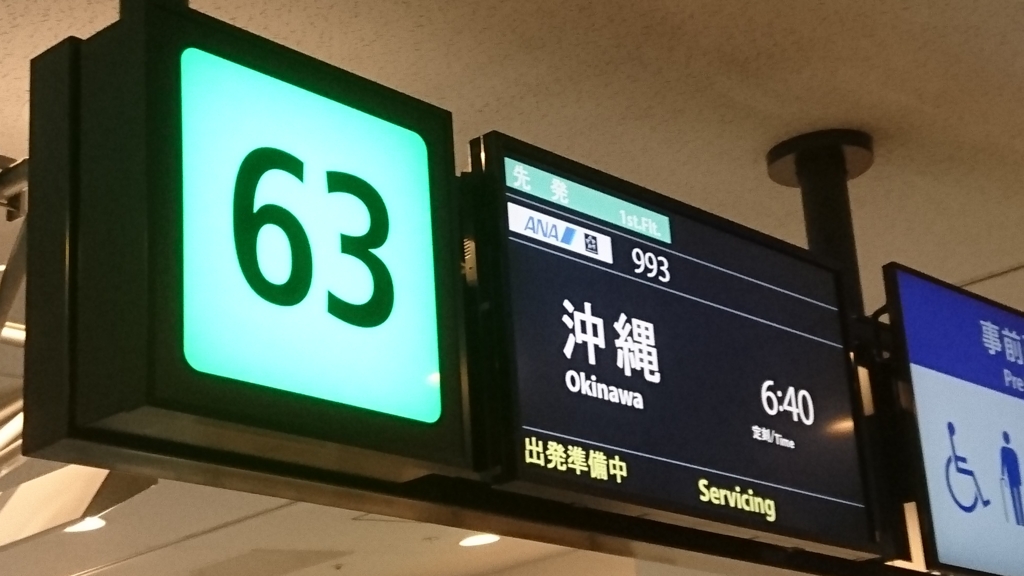 63
先発 1st.Flt.
ANA 993
沖縄
Okinawa
6:40
定刻/Time
出発準備中 Servicing
事前
Pre